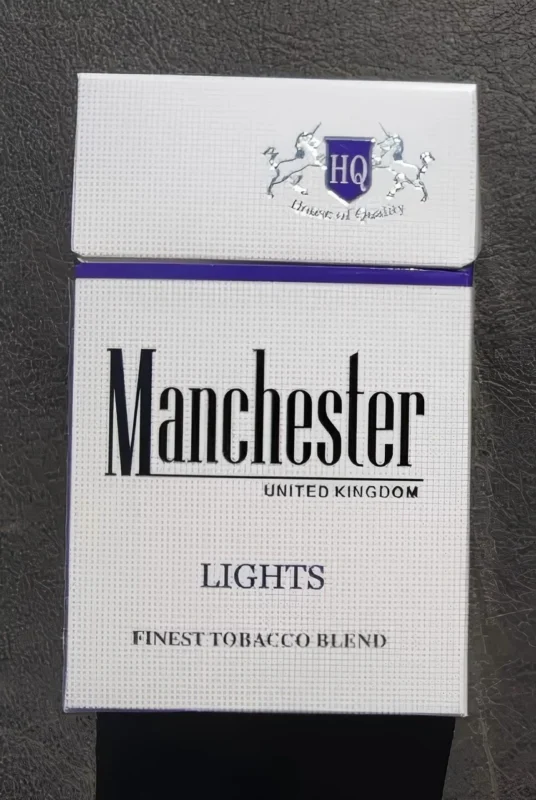 HQ
House of Quality
Manchester
UNITED KINGDOM
LIGHTS
FINEST TOBACCO BLEND